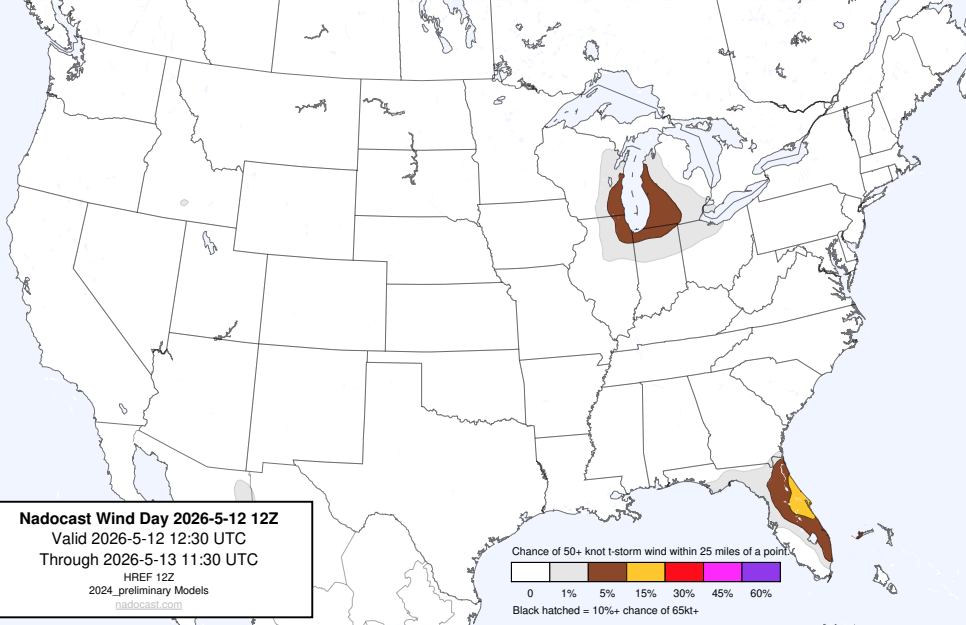 Nadocast Wind Day 2026-5-12 12Z
Valid 2026-5-12 12:30 UTC
Through 2026-5-13 11:30 UTC
HREF 12Z
2024_preliminary Models
nadocast.com
Chance of 50+ knot t-storm wind within 25 miles of a point.
0 1% 5% 15% 30% 45% 60%
Black hatched = 10%+ chance of 65kt+